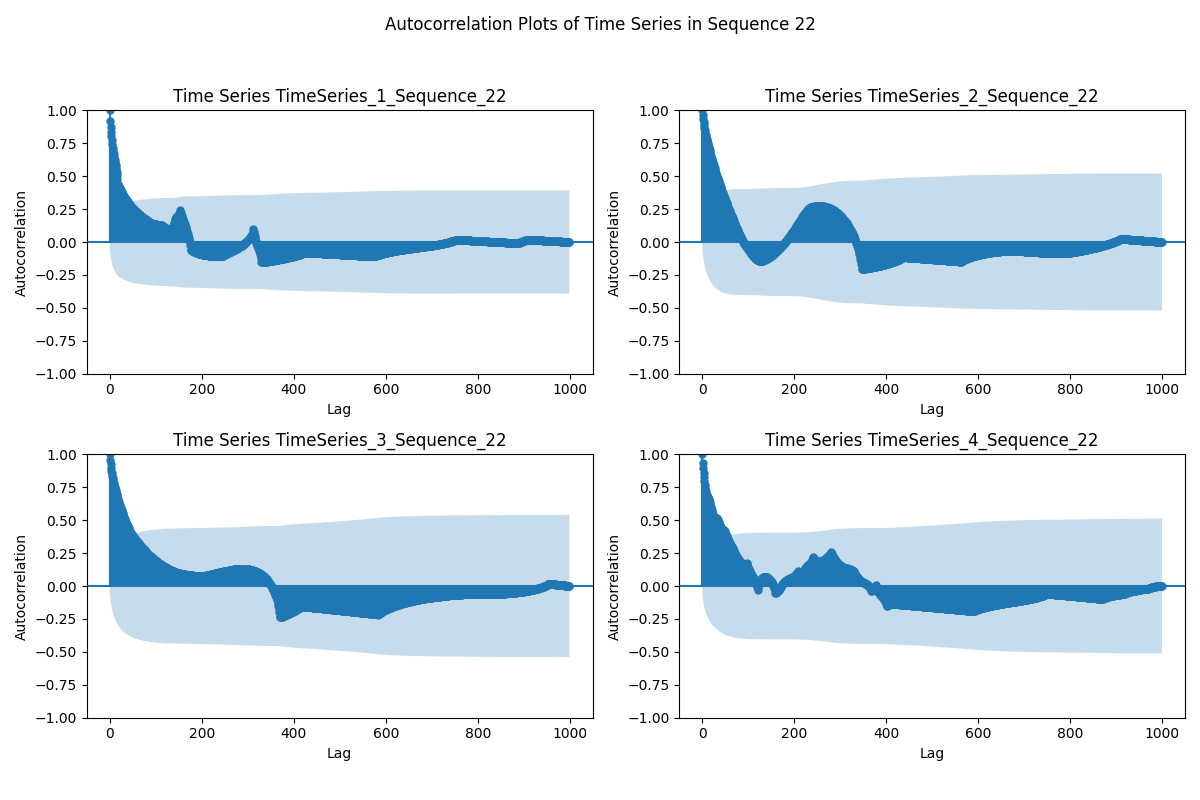 Autocorrelation Plots of Time Series in Sequence 22
Time Series TimeSeries_1_Sequence_22
1.00
0.75
0.50
0.25
0.00
−0.25
−0.50
−0.75
−1.00
Autocorrelation
0 200 400 600 800 1000
Lag
Time Series TimeSeries_2_Sequence_22
1.00
0.75
0.50
0.25
0.00
−0.25
−0.50
−0.75
−1.00
Autocorrelation
0 200 400 600 800 1000
Lag
Time Series TimeSeries_3_Sequence_22
1.00
0.75
0.50
0.25
0.00
−0.25
−0.50
−0.75
−1.00
Autocorrelation
0 200 400 600 800 1000
Lag
Time Series TimeSeries_4_Sequence_22
1.00
0.75
0.50
0.25
0.00
−0.25
−0.50
−0.75
−1.00
Autocorrelation
0 200 400 600 800 1000
Lag